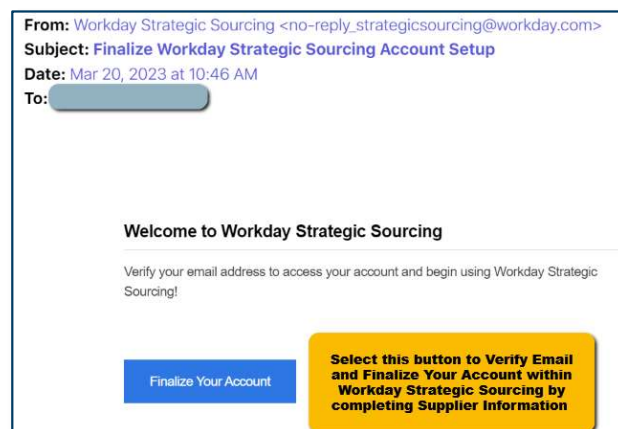 From: Workday Strategic Sourcing <no-reply_strategicsourcing@workday.com>
Subject: Finalize Workday Strategic Sourcing Account Setup
Date: Mar 20, 2023 at 10:46 AM
To:
Welcome to Workday Strategic Sourcing
Verify your email address to access your account and begin using Workday Strategic
Sourcing!
Finalize Your Account
Select this button to Verify Email
and Finalize Your Account within
Workday Strategic Sourcing by
completing Supplier Information